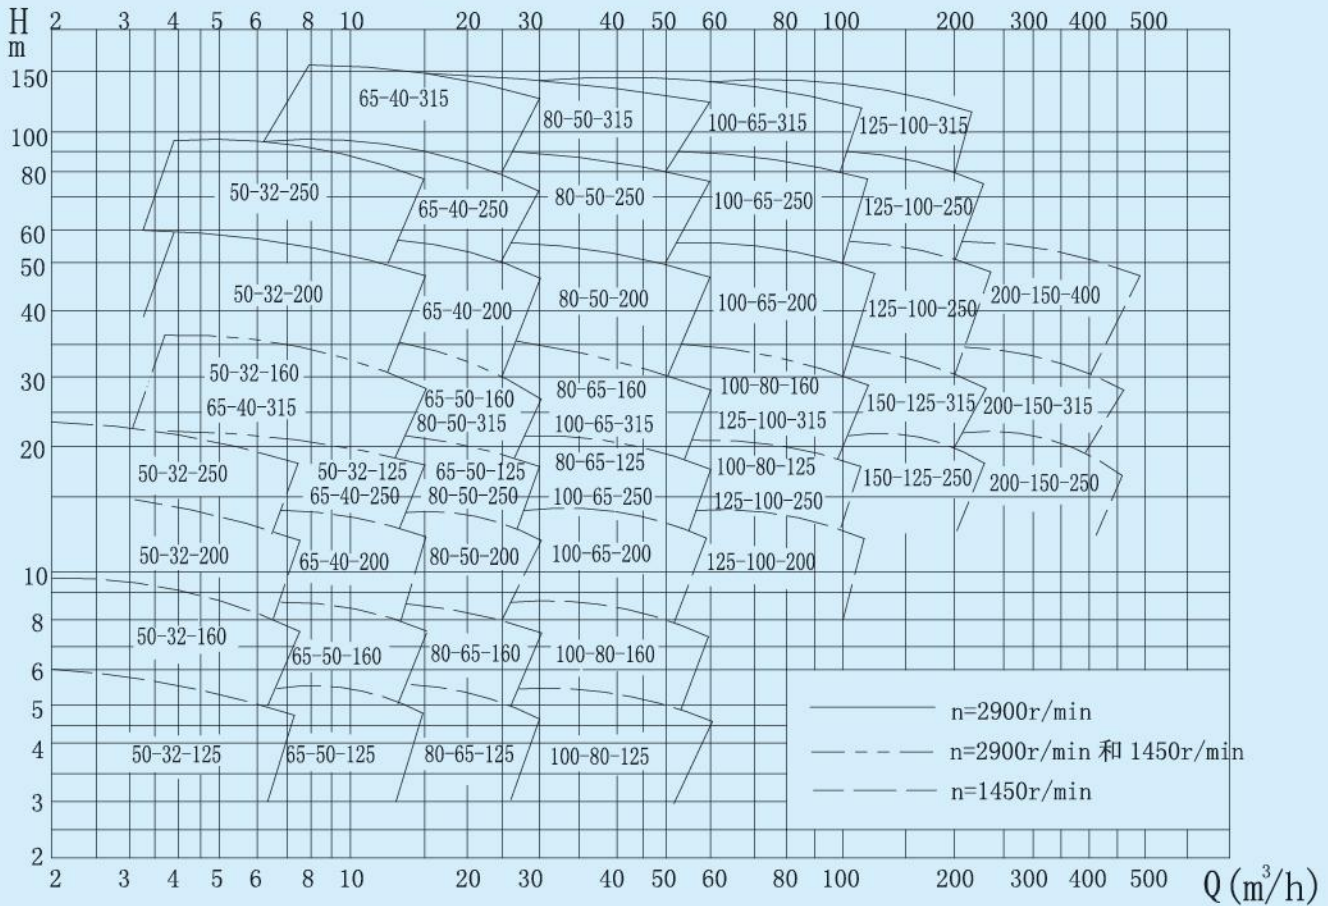 H 2 3 4 5 6 8 10 20 30 40 50 60 80 100 200 300 400 500
m
150
65-40-315
80-50-315 100-65-315 125-100-315
100
80
50-32-250 65-40-250 80-50-250 100-65-250 125-100-250
60
50
50-32-200 65-40-200 80-50-200 100-65-200 125-100-250 200-150-400
40
30
50-32-160 65-50-160 80-65-160 100-80-160 150-125-315 200-150-315
65-40-315 80-50-315 100-65-315 125-100-315
20
50-32-250 50-32-125 65-50-125 80-65-125 100-80-125 150-125-250 200-150-250
65-40-250 80-50-250 100-65-250 125-100-250
50-32-200 65-40-200 80-50-200 100-65-200 125-100-200
10
8
50-32-160 65-50-160 80-65-160 100-80-160
6
5
n=2900r/min
4
50-32-125 65-50-125 80-65-125 100-80-125
n=2900r/min 和 1450r/min
n=1450r/min
3
2
2 3 4 5 6 8 10 20 30 40 50 60 80 100 200 300 400 500 Q(m³/h)